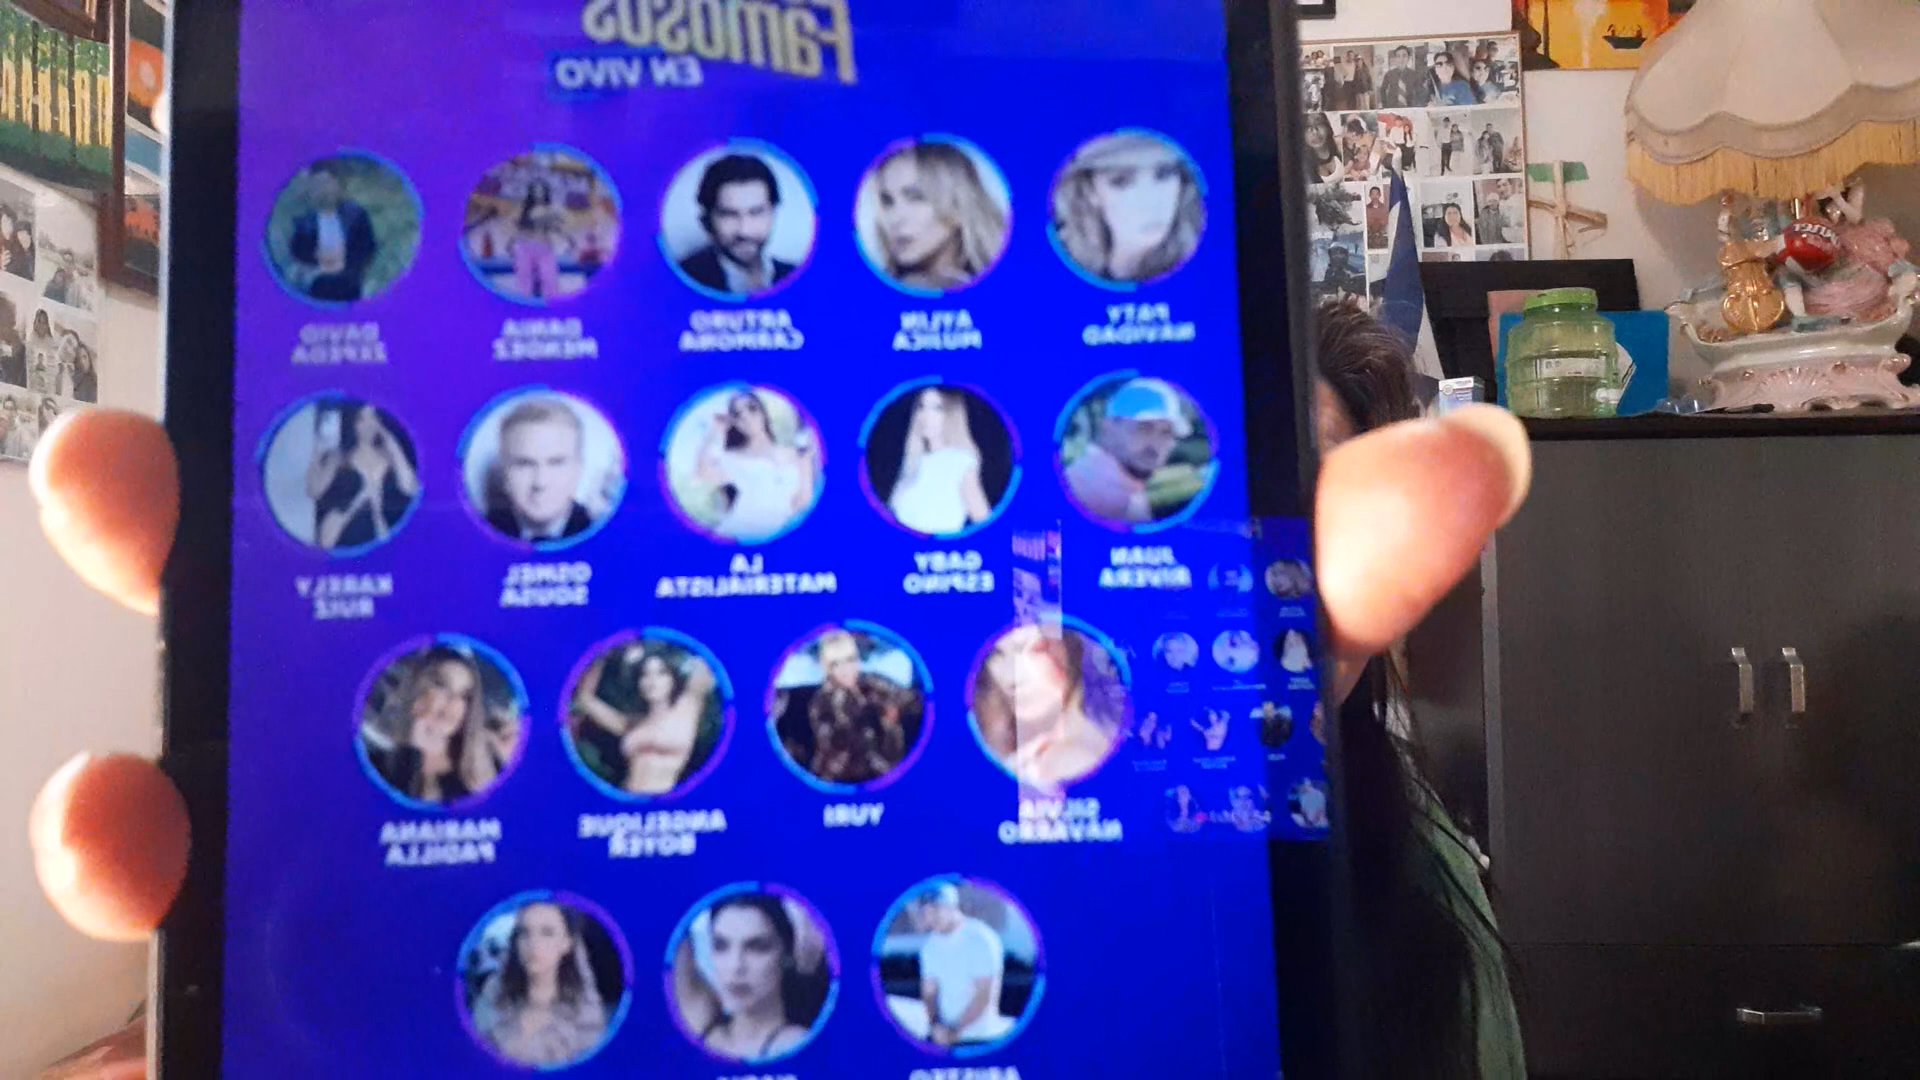 Famosos
EN VIVO
PATY
NAVIDAD
AYLIN
MUJICA
ARTURO
CARMONA
DANIA
MENDEZ
DAVID
ZEPEDA
JUAN
RIVERA
GABY
ESPINO
LA
MATERIALISTA
OSMEL
SOUSA
KARELY
RUIZ
SILVIA
NAVARRO
YURI
ANGELIQUE
BOYER
MARIANA
PADILLA